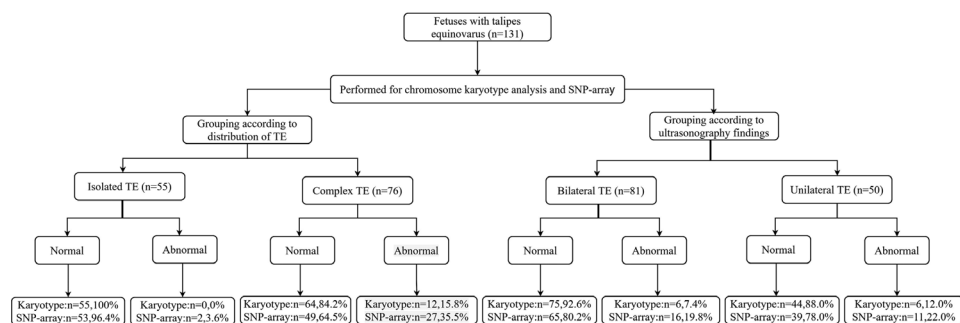 Fetuses with talipes
equinovarus (n=131)
Performed for chromosome karyotype analysis and SNP-array
Grouping according to
distribution of TE
Grouping according to
ultrasonography findings
Isolated TE (n=55)
Complex TE (n=76)
Bilateral TE (n=81)
Unilateral TE (n=50)
Normal
Abnormal
Normal
Abnormal
Normal
Abnormal
Normal
Abnormal
Karyotype:n=55,100%
SNP-array:n=53,96.4%
Karyotype:n=0,0%
SNP-array:n=2,3.6%
Karyotype:n=64,84.2%
SNP-array:n=49,64.5%
Karyotype:n=12,15.8%
SNP-array:n=27,35.5%
Karyotype:n=75,92.6%
SNP-array:n=65,80.2%
Karyotype:n=6,7.4%
SNP-array:n=16,19.8%
Karyotype:n=44,88.0%
SNP-array:n=39,78.0%
Karyotype:n=6,12.0%
SNP-array:n=11,22.0%